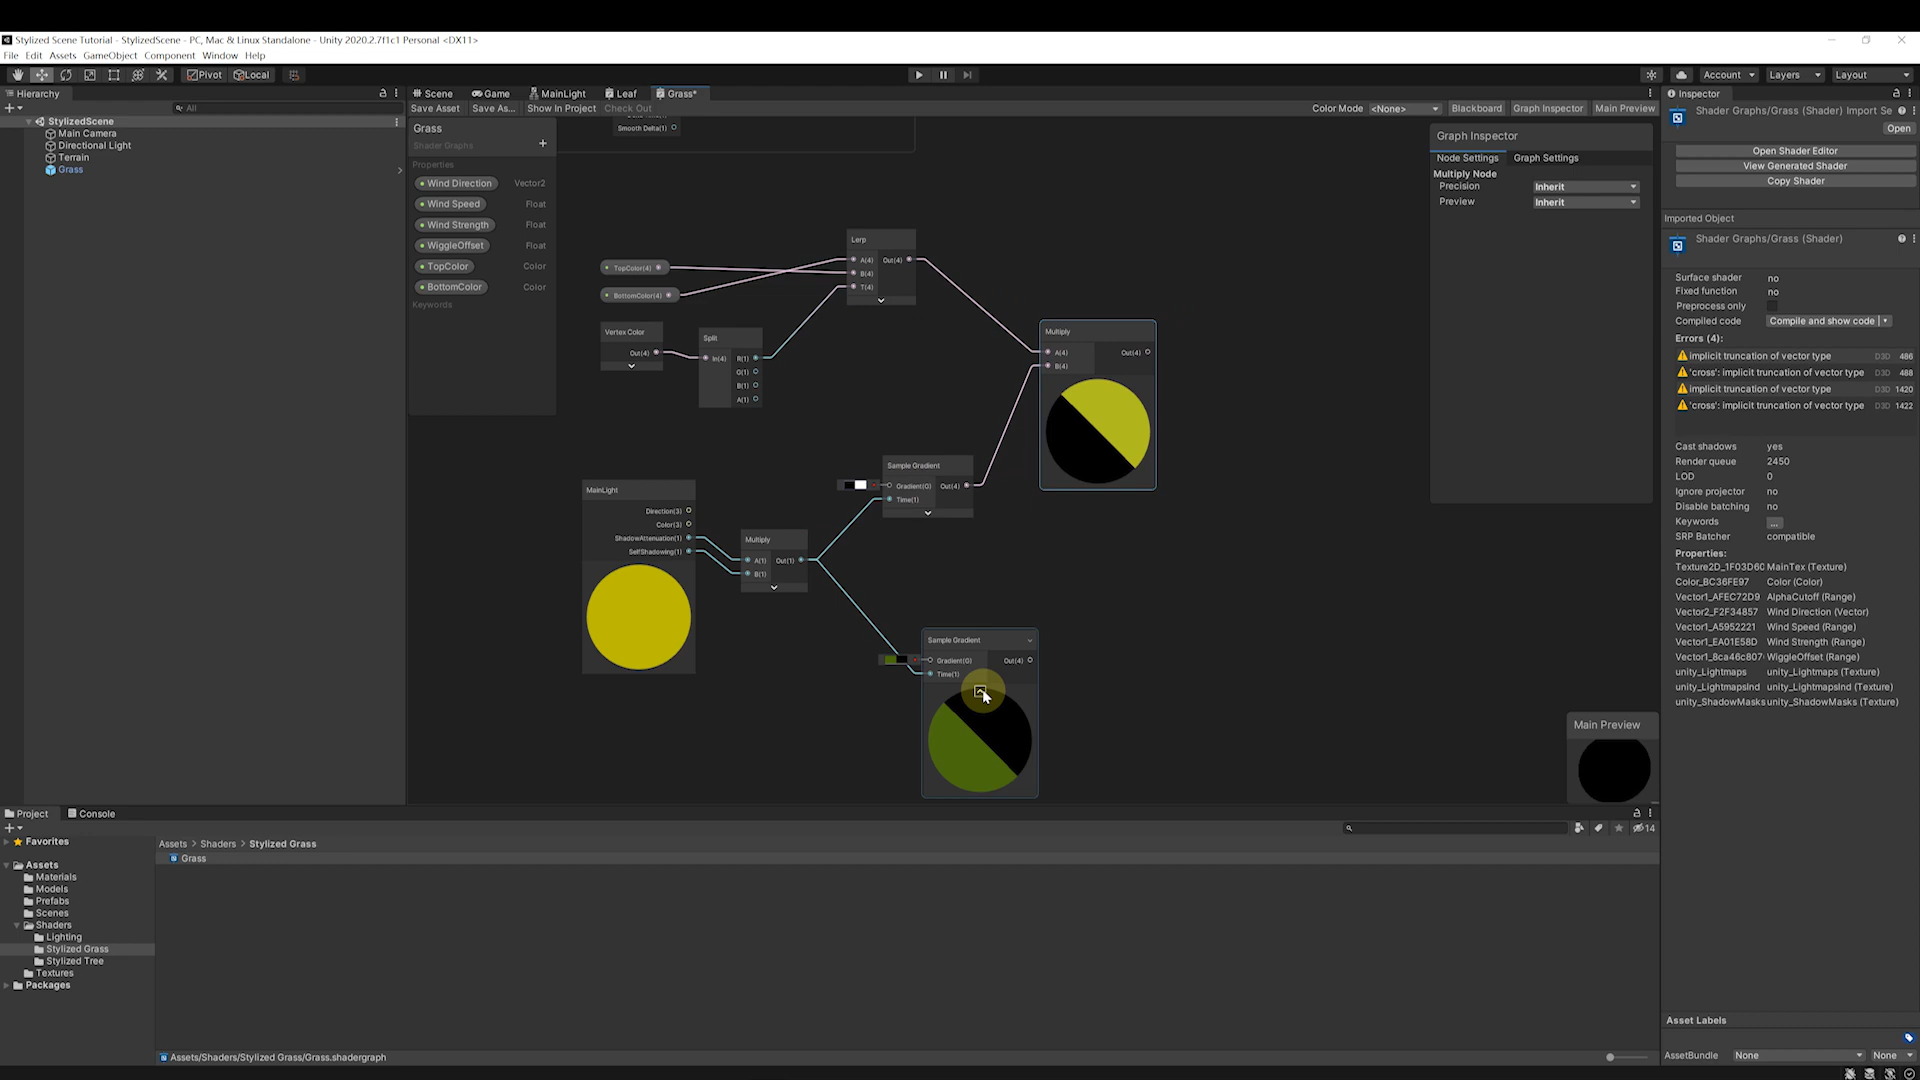 Stylized Scene Tutorial - StylizedScene - PC, Mac & Linux Standalone - Unity 2020.2.7f1c1 Personal <DX11>
File Edit Assets GameObject Component Window Help
Pivot Local Account Layers Layout
Hierarchy
All
StylizedScene
Main Camera
Directional Light
Terrain
Grass
Scene Game MainLight Leaf Grass*
Save Asset Save As... Show In Project Check Out Color Mode <None> Blackboard Graph Inspector Main Preview
Grass
Shader Graphs
Properties
Wind Direction Vector2
Wind Speed Float
Wind Strength Float
WiggleOffset Float
TopColor Color
BottomColor Color
Keywords
Smooth Delta(1)
TopColor(4)
BottomColor(4)
Lerp
A(4) Out(4)
B(4)
T(4)
Vertex Color
Out(4)
Split
In(4) R(1)
G(1)
B(1)
A(1)
Multiply
A(4) Out(4)
B(4)
Sample Gradient
Gradient(G) Out(4)
Time(1)
MainLight
Direction(3)
Color(3)
ShadowAttenuation(1)
SelfShadowing(1)
Multiply
A(1) Out(1)
B(1)
Sample Gradient
Gradient(G) Out(4)
Time(1)
Graph Inspector
Node Settings Graph Settings
Multiply Node
Precision Inherit
Preview Inherit
Main Preview
Inspector
Shader Graphs/Grass (Shader) Import Se
Open
Open Shader Editor
View Generated Shader
Copy Shader
Imported Object
Shader Graphs/Grass (Shader)
Surface shader no
Fixed function no
Preprocess only
Compiled code Compile and show code
Errors (4):
implicit truncation of vector type D3D 486
'cross': implicit truncation of vector type D3D 488
implicit truncation of vector type D3D 1420
'cross': implicit truncation of vector type D3D 1422
Cast shadows yes
Render queue 2450
LOD 0
Ignore projector no
Disable batching no
Keywords ...
SRP Batcher compatible
Properties:
Texture2D_1F03D60 MainTex (Texture)
Color_BC36FE97 Color (Color)
Vector1_AFEC72D9 AlphaCutoff (Range)
Vector2_F2F34857 Wind Direction (Vector)
Vector1_A5952221 Wind Speed (Range)
Vector1_EA01E58D Wind Strength (Range)
Vector1_8ca46c807 WiggleOffset (Range)
unity_Lightmaps unity_Lightmaps (Texture)
unity_LightmapsInd unity_LightmapsInd (Texture)
unity_ShadowMasks unity_ShadowMasks (Texture)
Asset Labels
AssetBundle None None
Project Console
14
Favorites
Assets
Materials
Models
Prefabs
Scenes
Shaders
Lighting
Stylized Grass
Stylized Tree
Textures
Packages
Assets > Shaders > Stylized Grass
Grass
Assets/Shaders/Stylized Grass/Grass.shadergraph